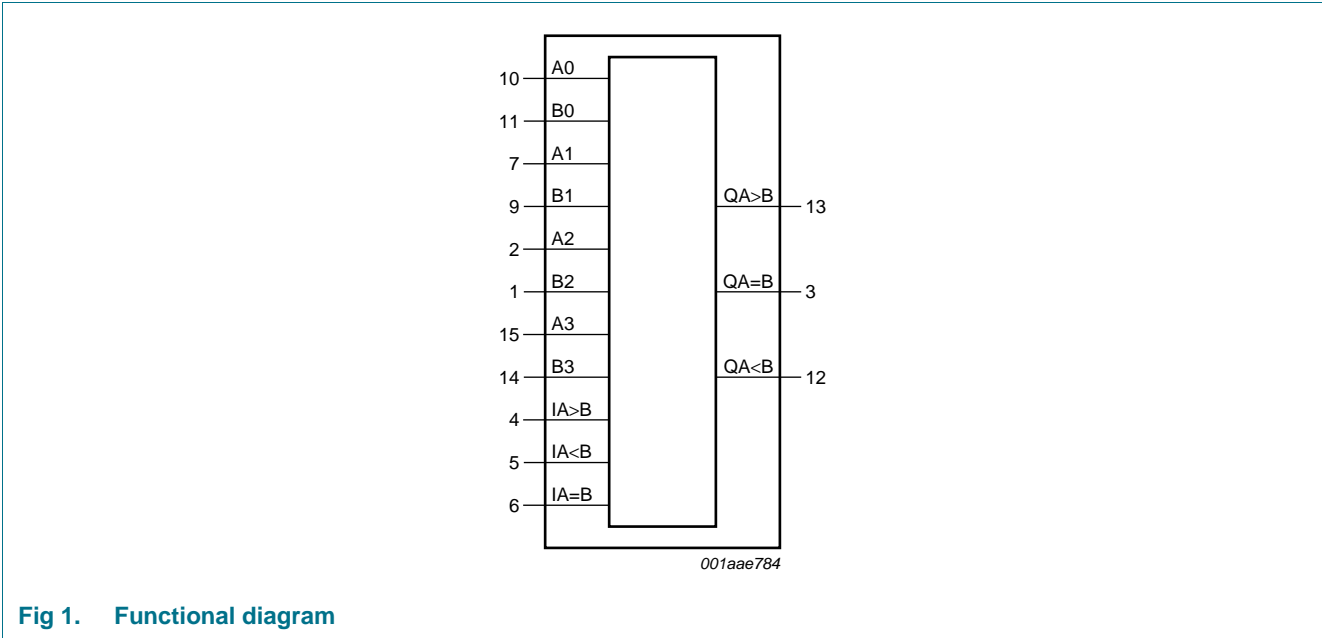 10 A0
11 B0
7 A1
9 B1 QA>B 13
2 A2
1 B2 QA=B 3
15 A3
14 B3 QA<B 12
4 IA>B
5 IA<B
6 IA=B
001aae784
Fig 1. Functional diagram